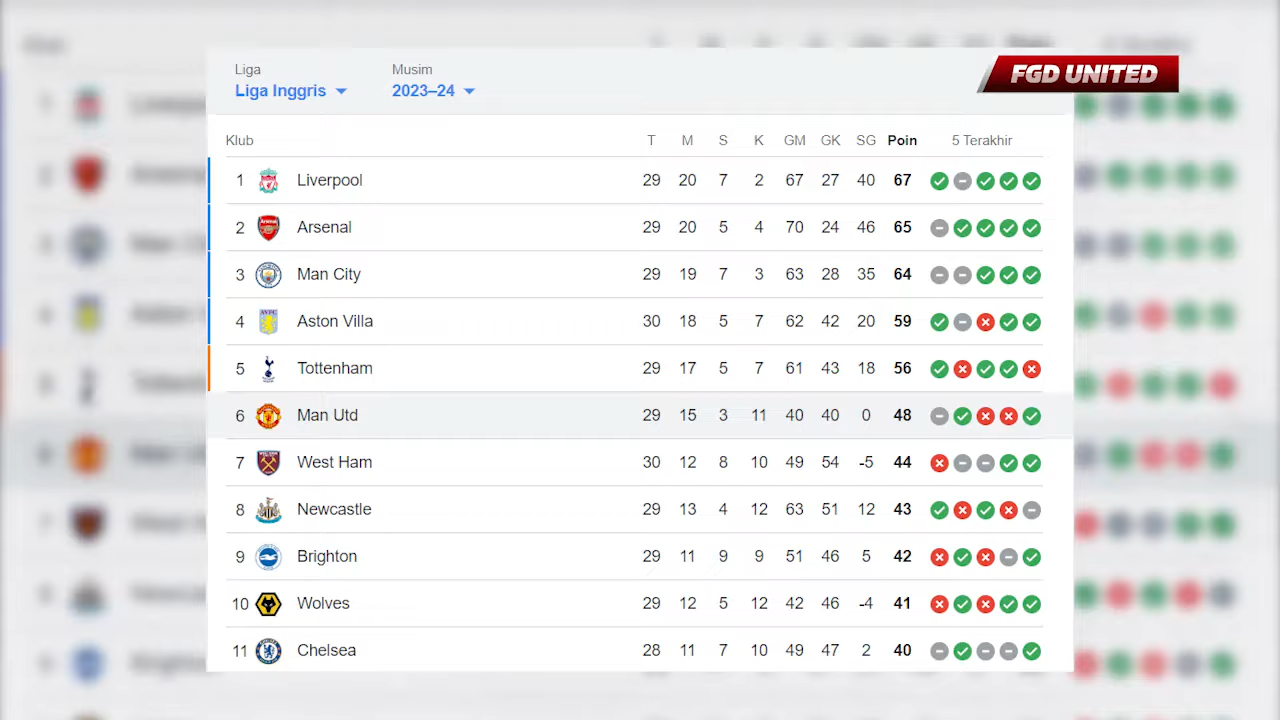 Liga Musim
Liga Inggris 2023–24
FGD UNITED
Klub T M S K GM GK SG Poin 5 Terakhir
1 Liverpool 29 20 7 2 67 27 40 67
2 Arsenal 29 20 5 4 70 24 46 65
3 Man City 29 19 7 3 63 28 35 64
4 Aston Villa 30 18 5 7 62 42 20 59
5 Tottenham 29 17 5 7 61 43 18 56
6 Man Utd 29 15 3 11 40 40 0 48
7 West Ham 30 12 8 10 49 54 -5 44
8 Newcastle 29 13 4 12 63 51 12 43
9 Brighton 29 11 9 9 51 46 5 42
10 Wolves 29 12 5 12 42 46 -4 41
11 Chelsea 28 11 7 10 49 47 2 40